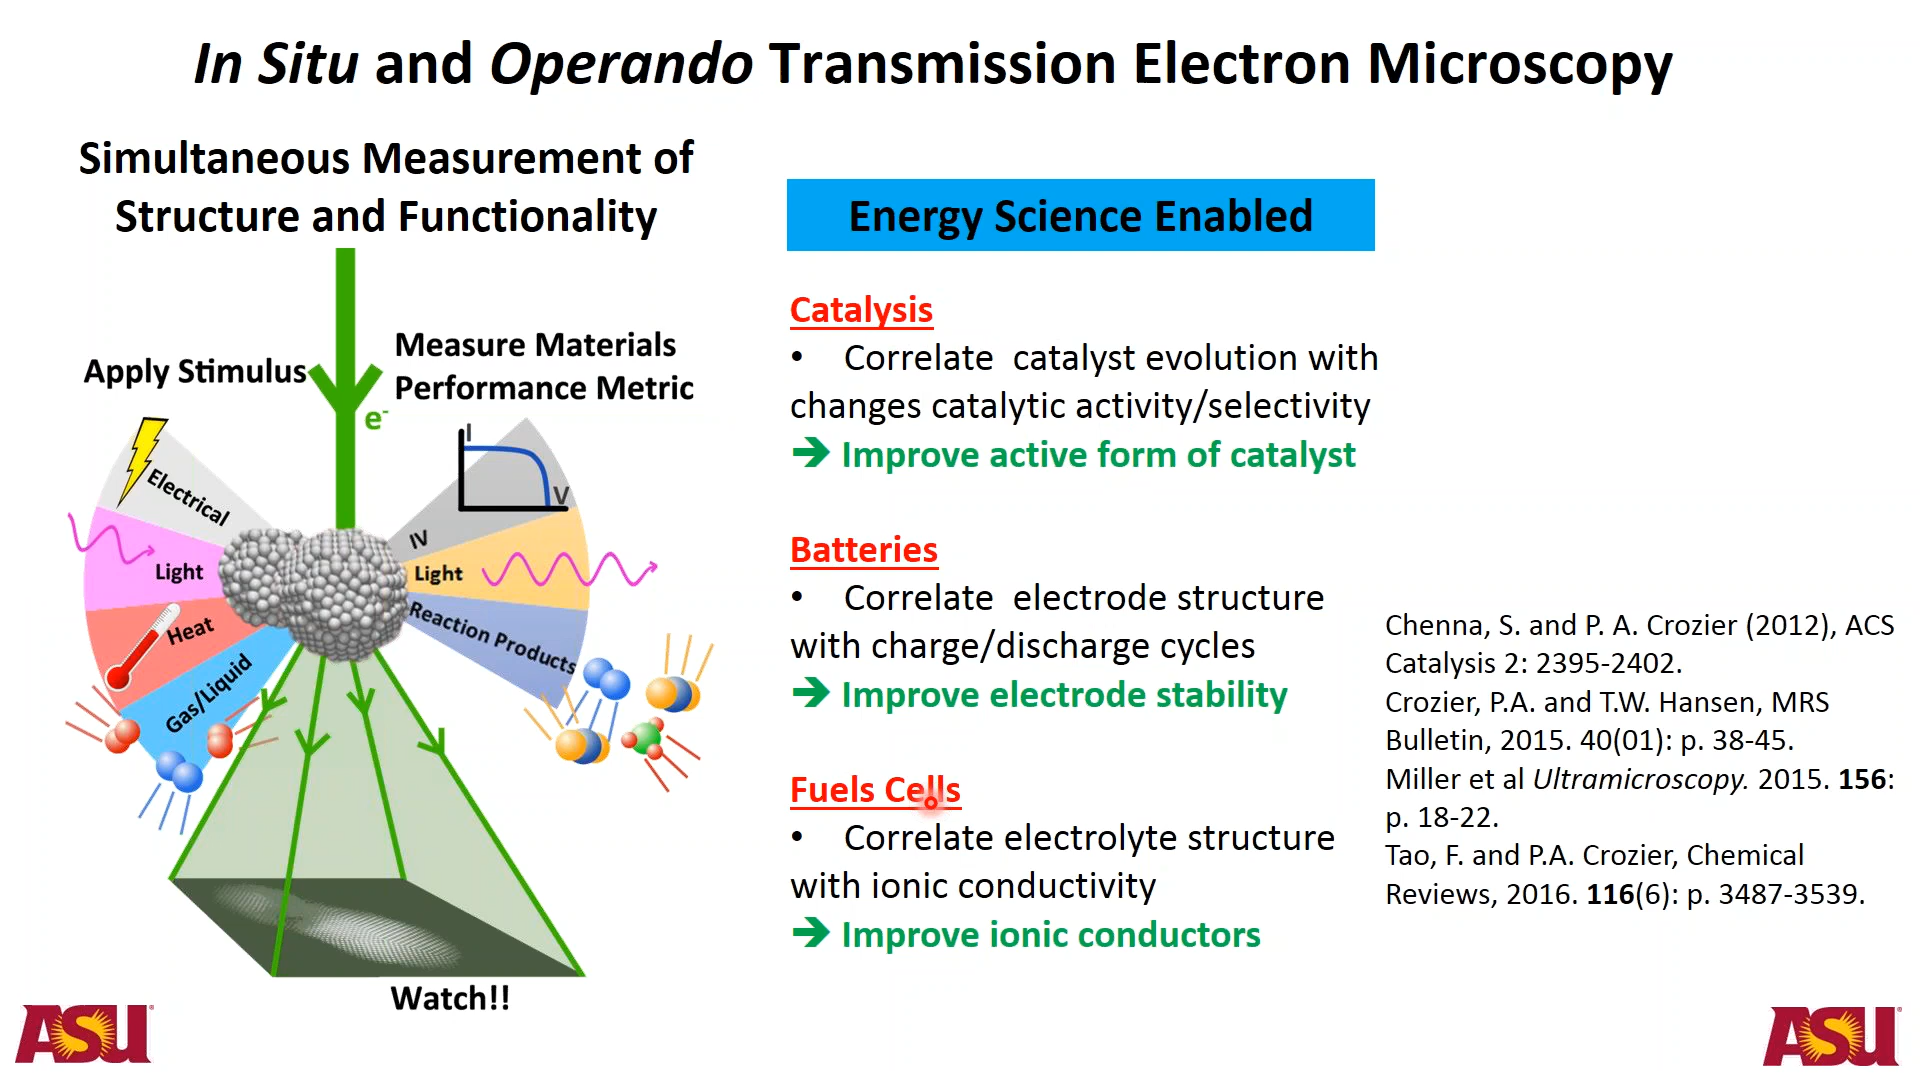 In Situ and Operando Transmission Electron Microscopy
Simultaneous Measurement of
Structure and Functionality
Apply Stimulus
Measure Materials
Performance Metric
e-
Electrical
Light
Heat
Gas/Liquid
I
V
IV
Light
Reaction Products
Watch!!
Energy Science Enabled
Catalysis
• Correlate catalyst evolution with
changes catalytic activity/selectivity
➔ Improve active form of catalyst
Batteries
• Correlate electrode structure
with charge/discharge cycles
➔ Improve electrode stability
Fuels Cells
• Correlate electrolyte structure
with ionic conductivity
➔ Improve ionic conductors
Chenna, S. and P. A. Crozier (2012), ACS
Catalysis 2: 2395-2402.
Crozier, P.A. and T.W. Hansen, MRS
Bulletin, 2015. 40(01): p. 38-45.
Miller et al Ultramicroscopy. 2015. 156:
p. 18-22.
Tao, F. and P.A. Crozier, Chemical
Reviews, 2016. 116(6): p. 3487-3539.
ASU
ASU